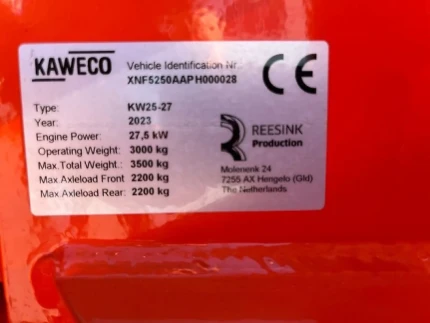 KAWECO
Vehicle Identification Nr.:
XNF5250AAPH000028
CE
Type: KW25-27
Year: 2023
Engine Power: 27,5 kW
Operating Weight: 3000 kg
Max.Total Weight.: 3500 kg
Max Axleload Front 2200 kg
Max.Axleload Rear: 2200 kg
REESINK
Production
Molenenk 24
7255 AX Hengelo (Gld)
The Netherlands